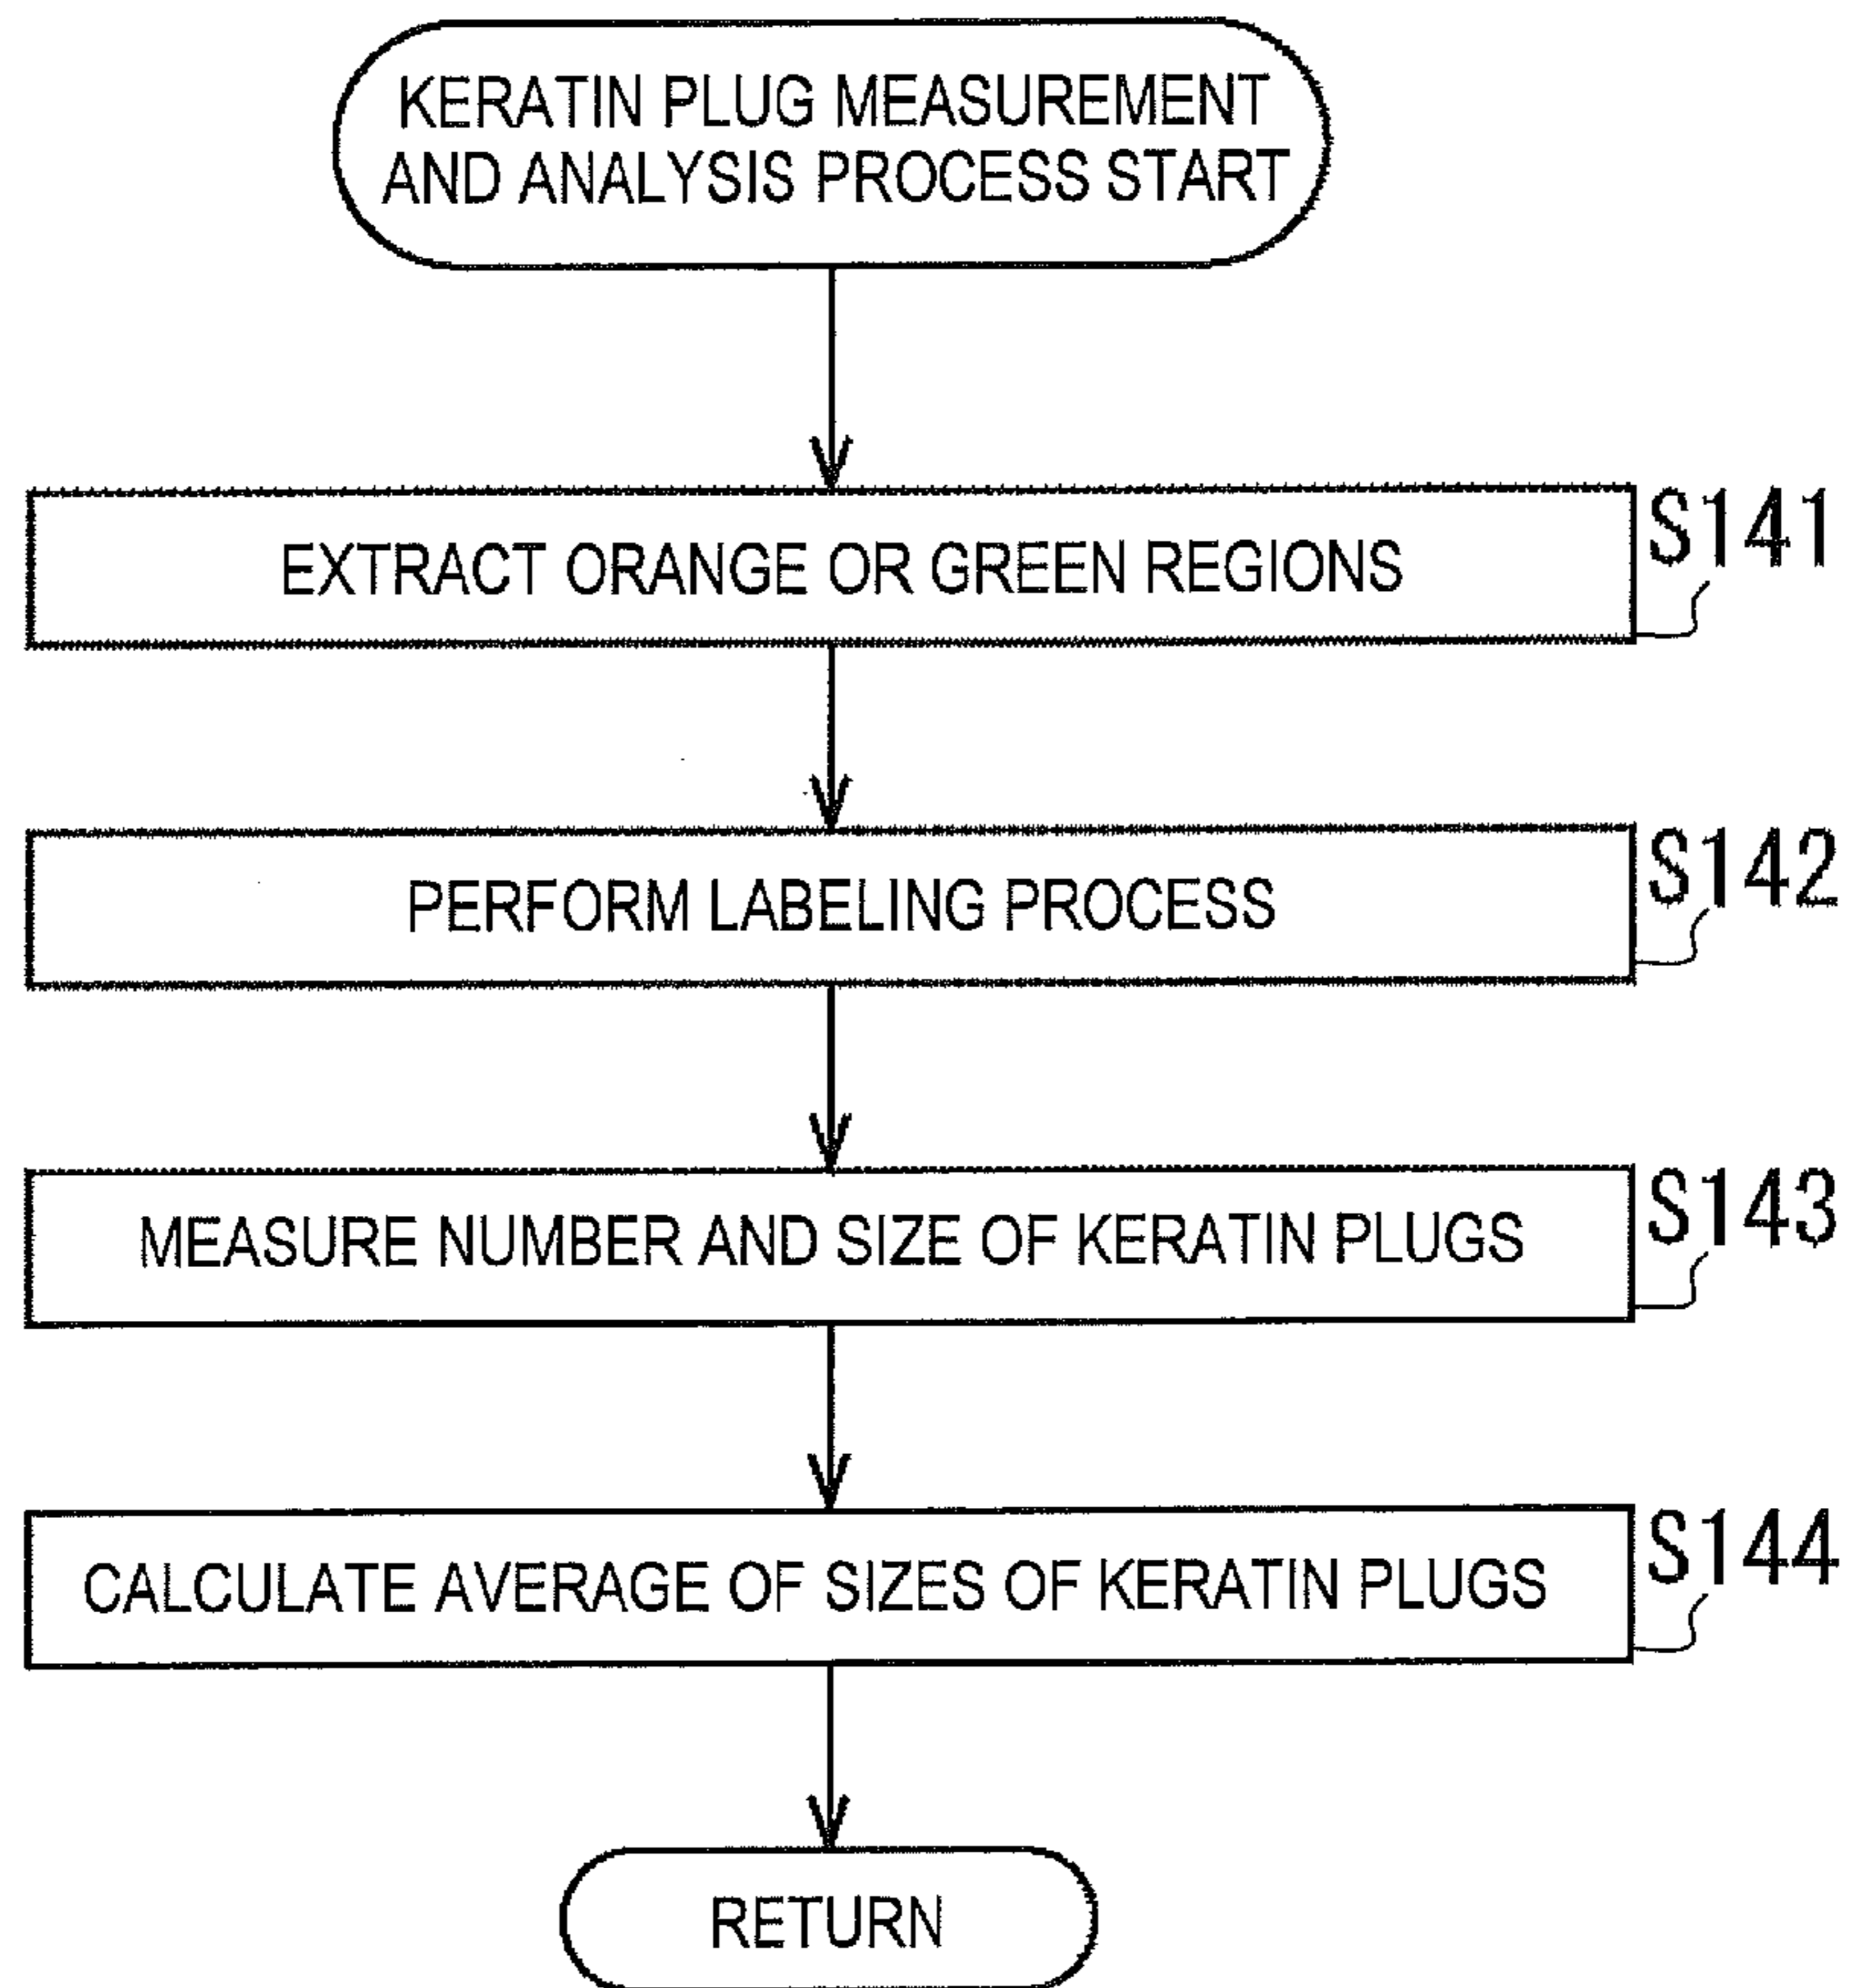 KERATIN PLUG MEASUREMENT
AND ANALYSIS PROCESS START
EXTRACT ORANGE OR GREEN REGIONS
S141
PERFORM LABELING PROCESS
S142
MEASURE NUMBER AND SIZE OF KERATIN PLUGS
S143
CALCULATE AVERAGE OF SIZES OF KERATIN PLUGS
S144
RETURN